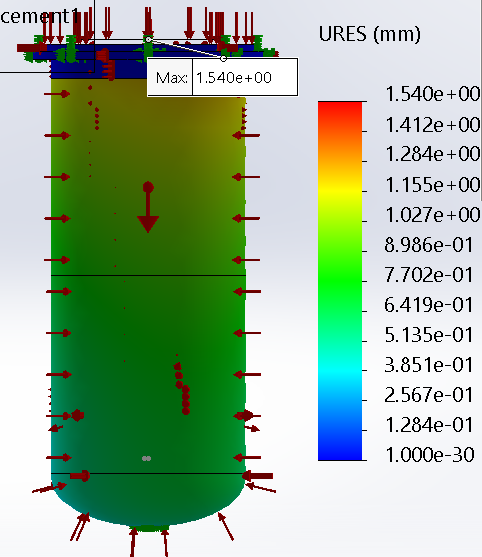 cement1
URES (mm)
Max: 1.540e+00
1.540e+00
1.412e+00
1.284e+00
1.155e+00
1.027e+00
8.986e-01
7.702e-01
6.419e-01
5.135e-01
3.851e-01
2.567e-01
1.284e-01
1.000e-30